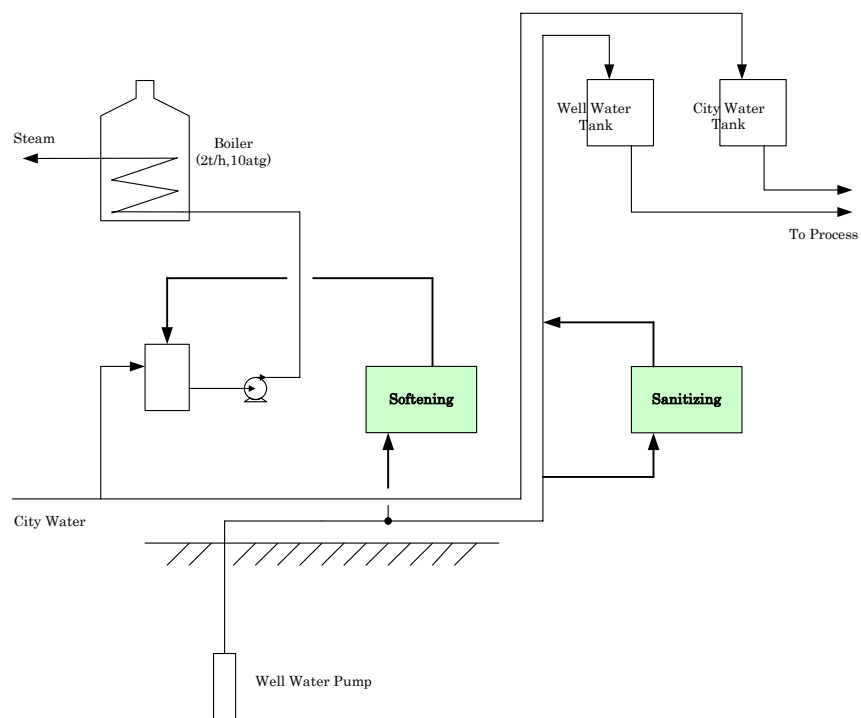 Well Water
Tank
City Water
Tank
Steam
Boiler
(2t/h,10atg)
To Process
Softening
Sanitizing
City Water
Well Water Pump